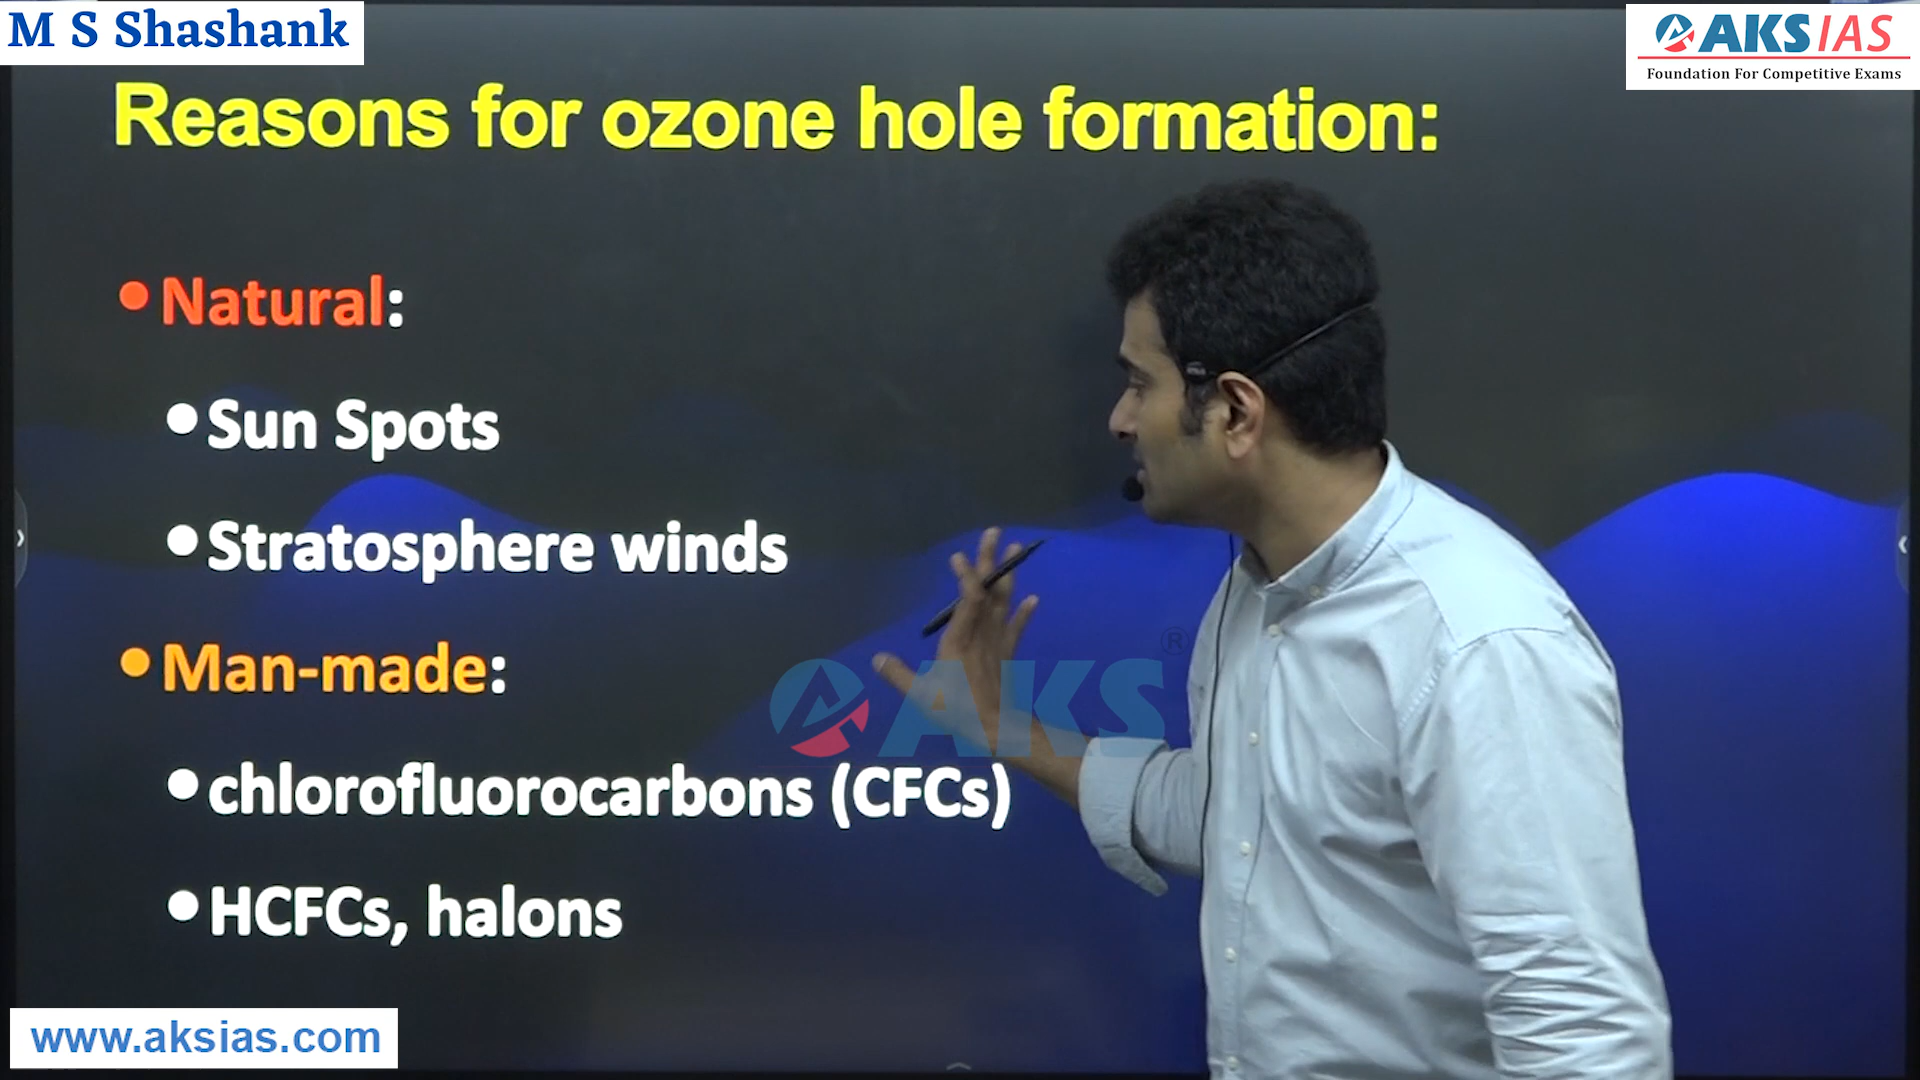 M S Shashank
AKS IAS
Foundation For Competitive Exams
Reasons for ozone hole formation:
• Natural:
• Sun Spots
• Stratosphere winds
• Man-made:
AKS ®
• chlorofluorocarbons (CFCs)
• HCFCs, halons
www.aksias.com